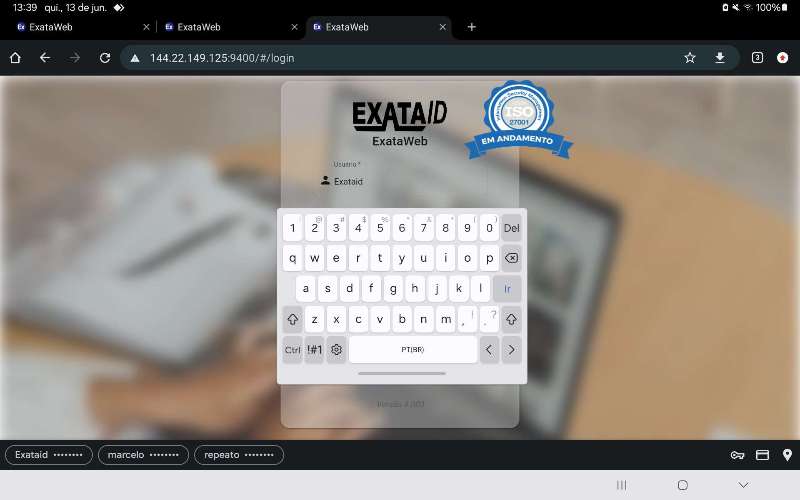 13:39 qui., 13 de jun. 100%
ExataWeb
ExataWeb
ExataWeb
144.22.149.125:9400/#/login
3
EXATAID
ExataWeb
ISO
27001
EM ANDAMENTO
Usuário *
Exataid
1 2 3 4 5 6 7 8 9 0 Del
q w e r t y u i o p
a s d f g h j k l Ir
z x c v b n m , ! . ?
Ctrl !#1 PT(BR) < >
Exataid ••••••••
marcelo ••••••••
repeato ••••••••